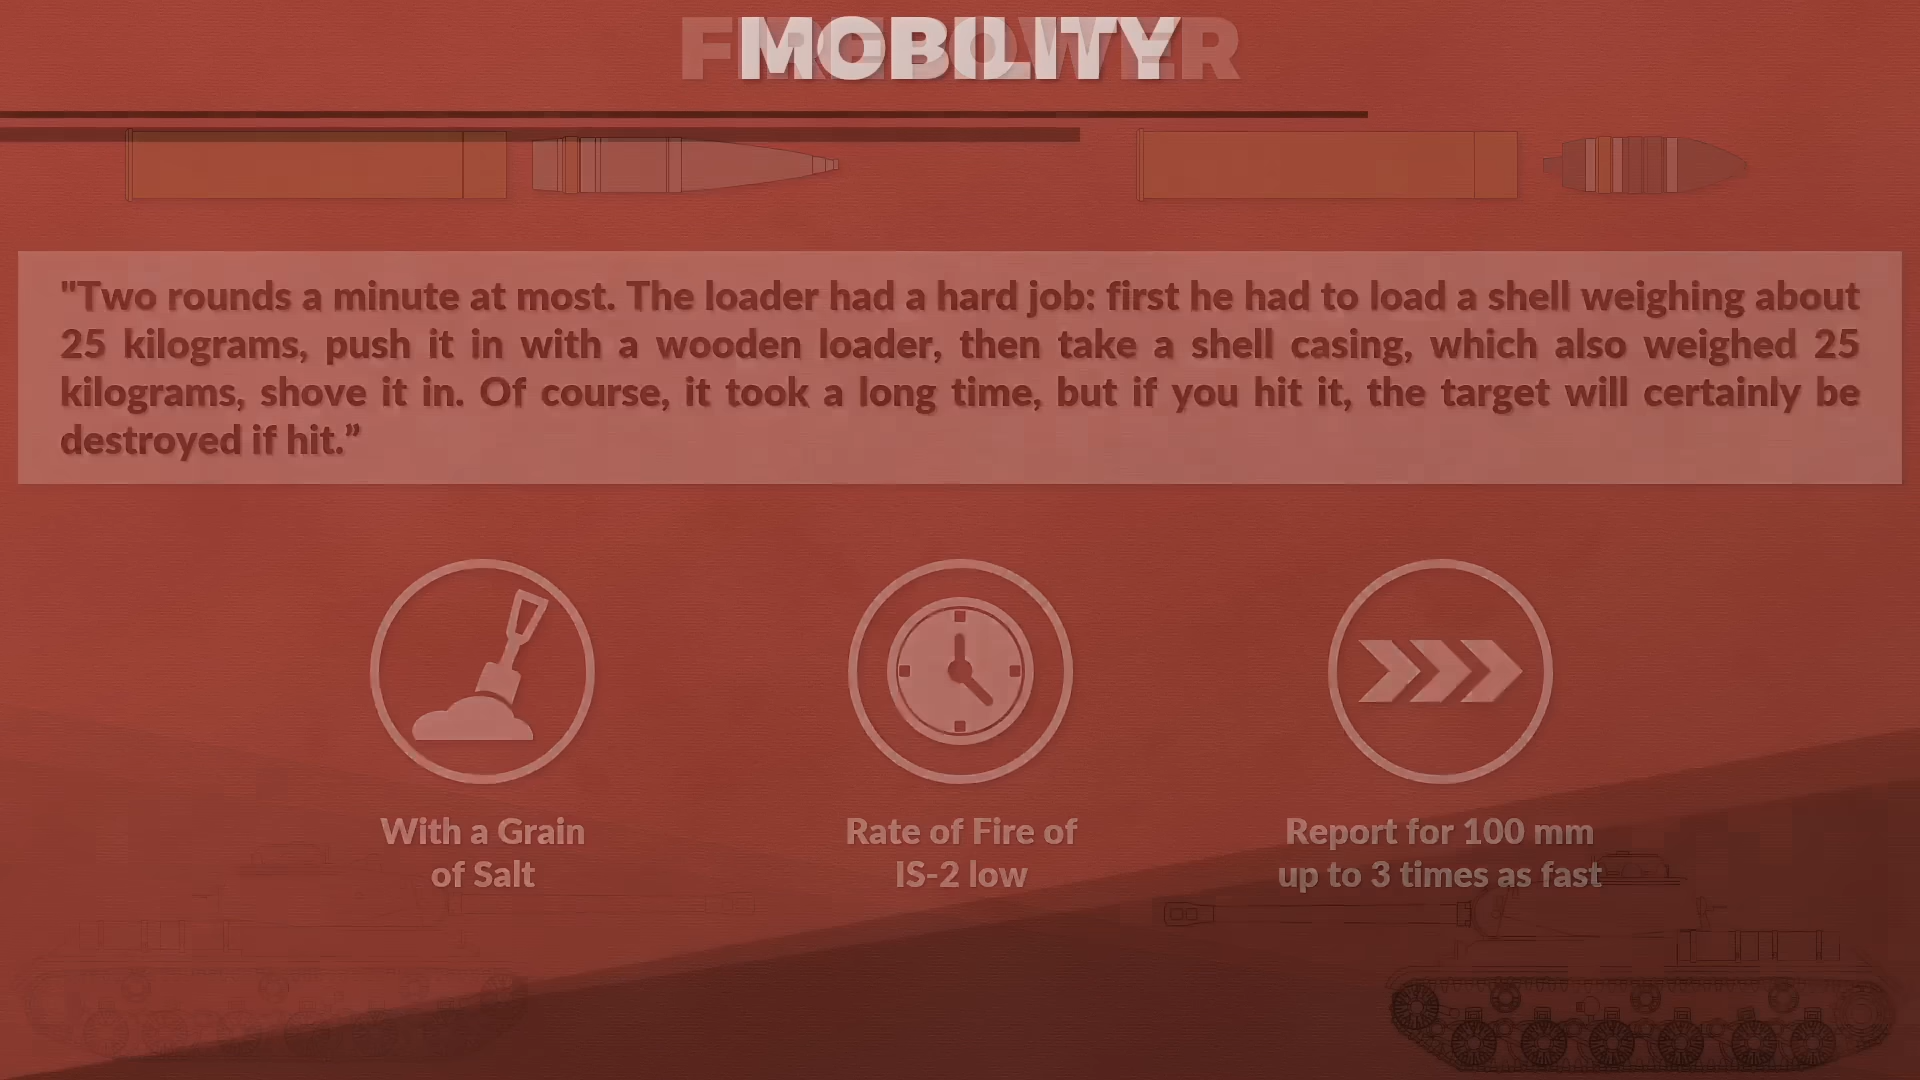 FIREPOWER
MOBILITY
"Two rounds a minute at most. The loader had a hard job: first he had to load a shell weighing about
25 kilograms, push it in with a wooden loader, then take a shell casing, which also weighed 25
kilograms, shove it in. Of course, it took a long time, but if you hit it, the target will certainly be
destroyed if hit.”
With a Grain
of Salt
Rate of Fire of
IS-2 low
Report for 100 mm
up to 3 times as fast